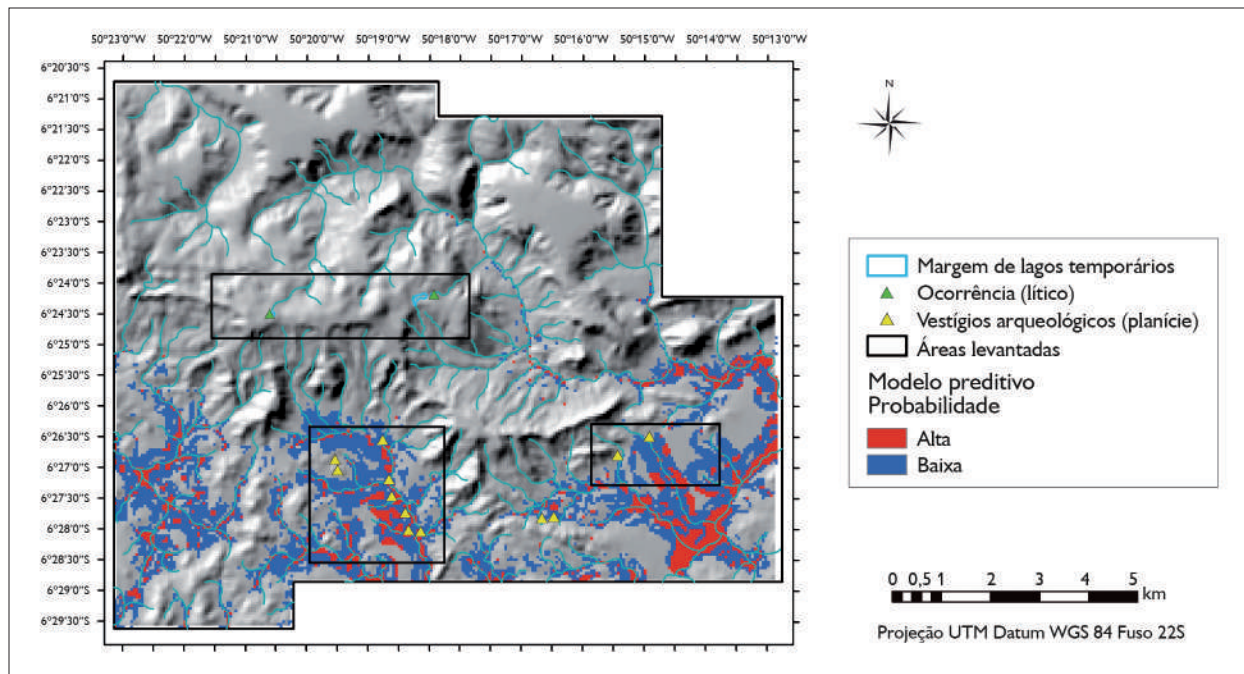 50°23'0"W 50°22'0"W 50°21'0"W 50°20'0"W 50°19'0"W 50°18'0"W 50°17'0"W 50°16'0"W 50°15'0"W 50°14'0"W 50°13'0"W
6°20'30"S
6°21'0"S
6°21'30"S
6°22'0"S
6°22'30"S
6°23'0"S
6°23'30"S
6°24'0"S
6°24'30"S
6°25'0"S
6°25'30"S
6°26'0"S
6°26'30"S
6°27'0"S
6°27'30"S
6°28'0"S
6°28'30"S
6°29'0"S
6°29'30"S
N
Margem de lagos temporários
Ocorrência (lítico)
Vestígios arqueológicos (planície)
Áreas levantadas
Modelo preditivo
Probabilidade
Alta
Baixa
0 0,5 1 2 3 4 5
km
Projeção UTM Datum WGS 84 Fuso 22S